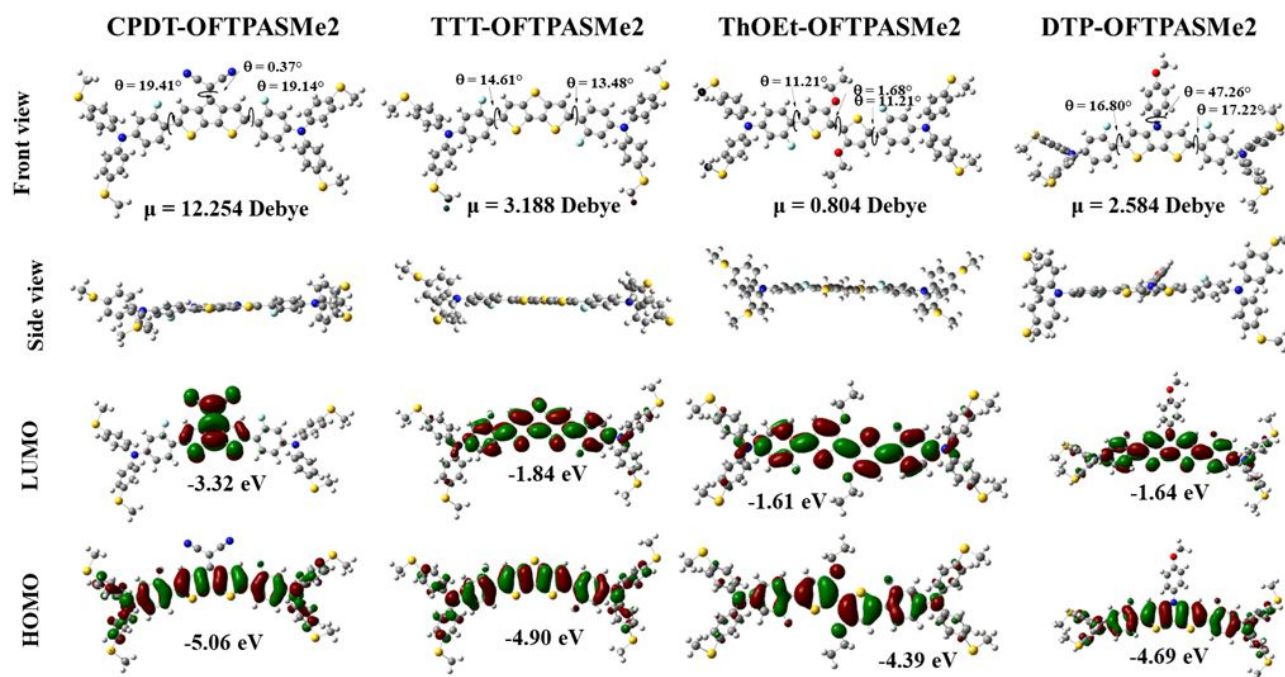 CPDT-OFTPASMe2 TTT-OFTPASMe2 ThOEt-OFTPASMe2 DTP-OFTPASMe2
Front view
θ = 19.41° θ = 0.37° θ = 19.14°
θ = 14.61° θ = 13.48°
θ = 11.21° θ = 1.68° θ = 11.21°
θ = 16.80° θ = 47.26° θ = 17.22°
μ = 12.254 Debye μ = 3.188 Debye μ = 0.804 Debye μ = 2.584 Debye
Side view
LUMO
-3.32 eV -1.84 eV -1.61 eV -1.64 eV
HOMO
-5.06 eV -4.90 eV -4.39 eV -4.69 eV